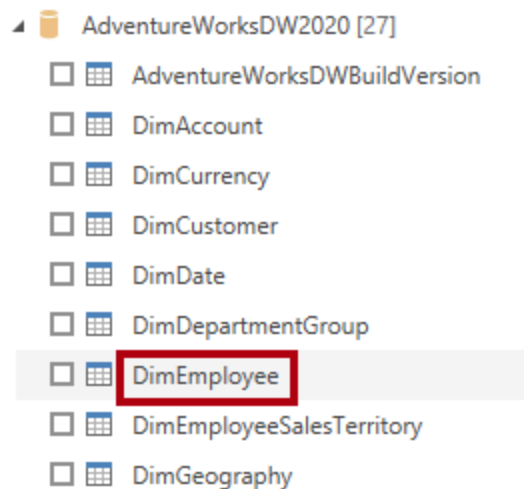 AdventureWorksDW2020 [27]
AdventureWorksDWBuildVersion
DimAccount
DimCurrency
DimCustomer
DimDate
DimDepartmentGroup
DimEmployee
DimEmployeeSalesTerritory
DimGeography